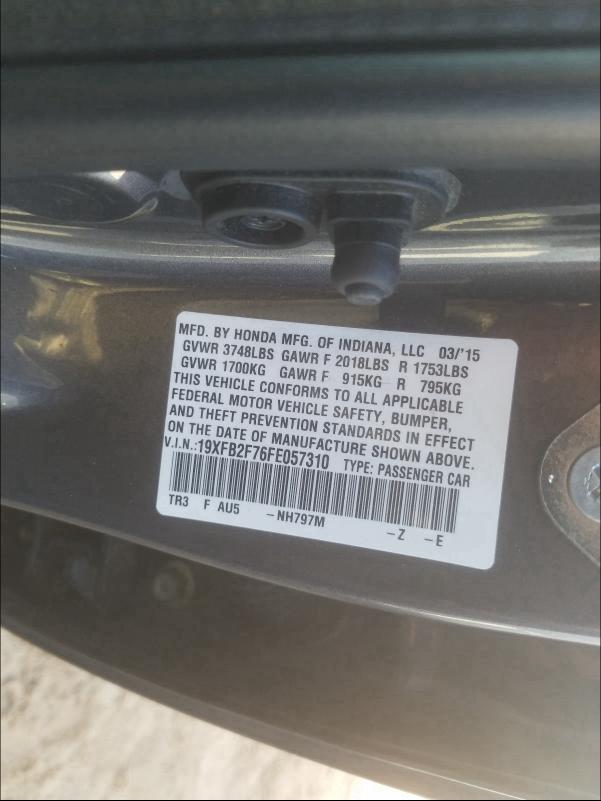 MFD. BY HONDA MFG. OF INDIANA, LLC 03/'15
GVWR 3748LBS GAWR F 2018LBS R 1753LBS
GVWR 1700KG GAWR F 915KG R 795KG
THIS VEHICLE CONFORMS TO ALL APPLICABLE
FEDERAL MOTOR VEHICLE SAFETY, BUMPER,
AND THEFT PREVENTION STANDARDS IN EFFECT
ON THE DATE OF MANUFACTURE SHOWN ABOVE.
V.I.N.:19XFB2F76FE057310 TYPE: PASSENGER CAR
TR3 F AU5 -NH797M -Z -E